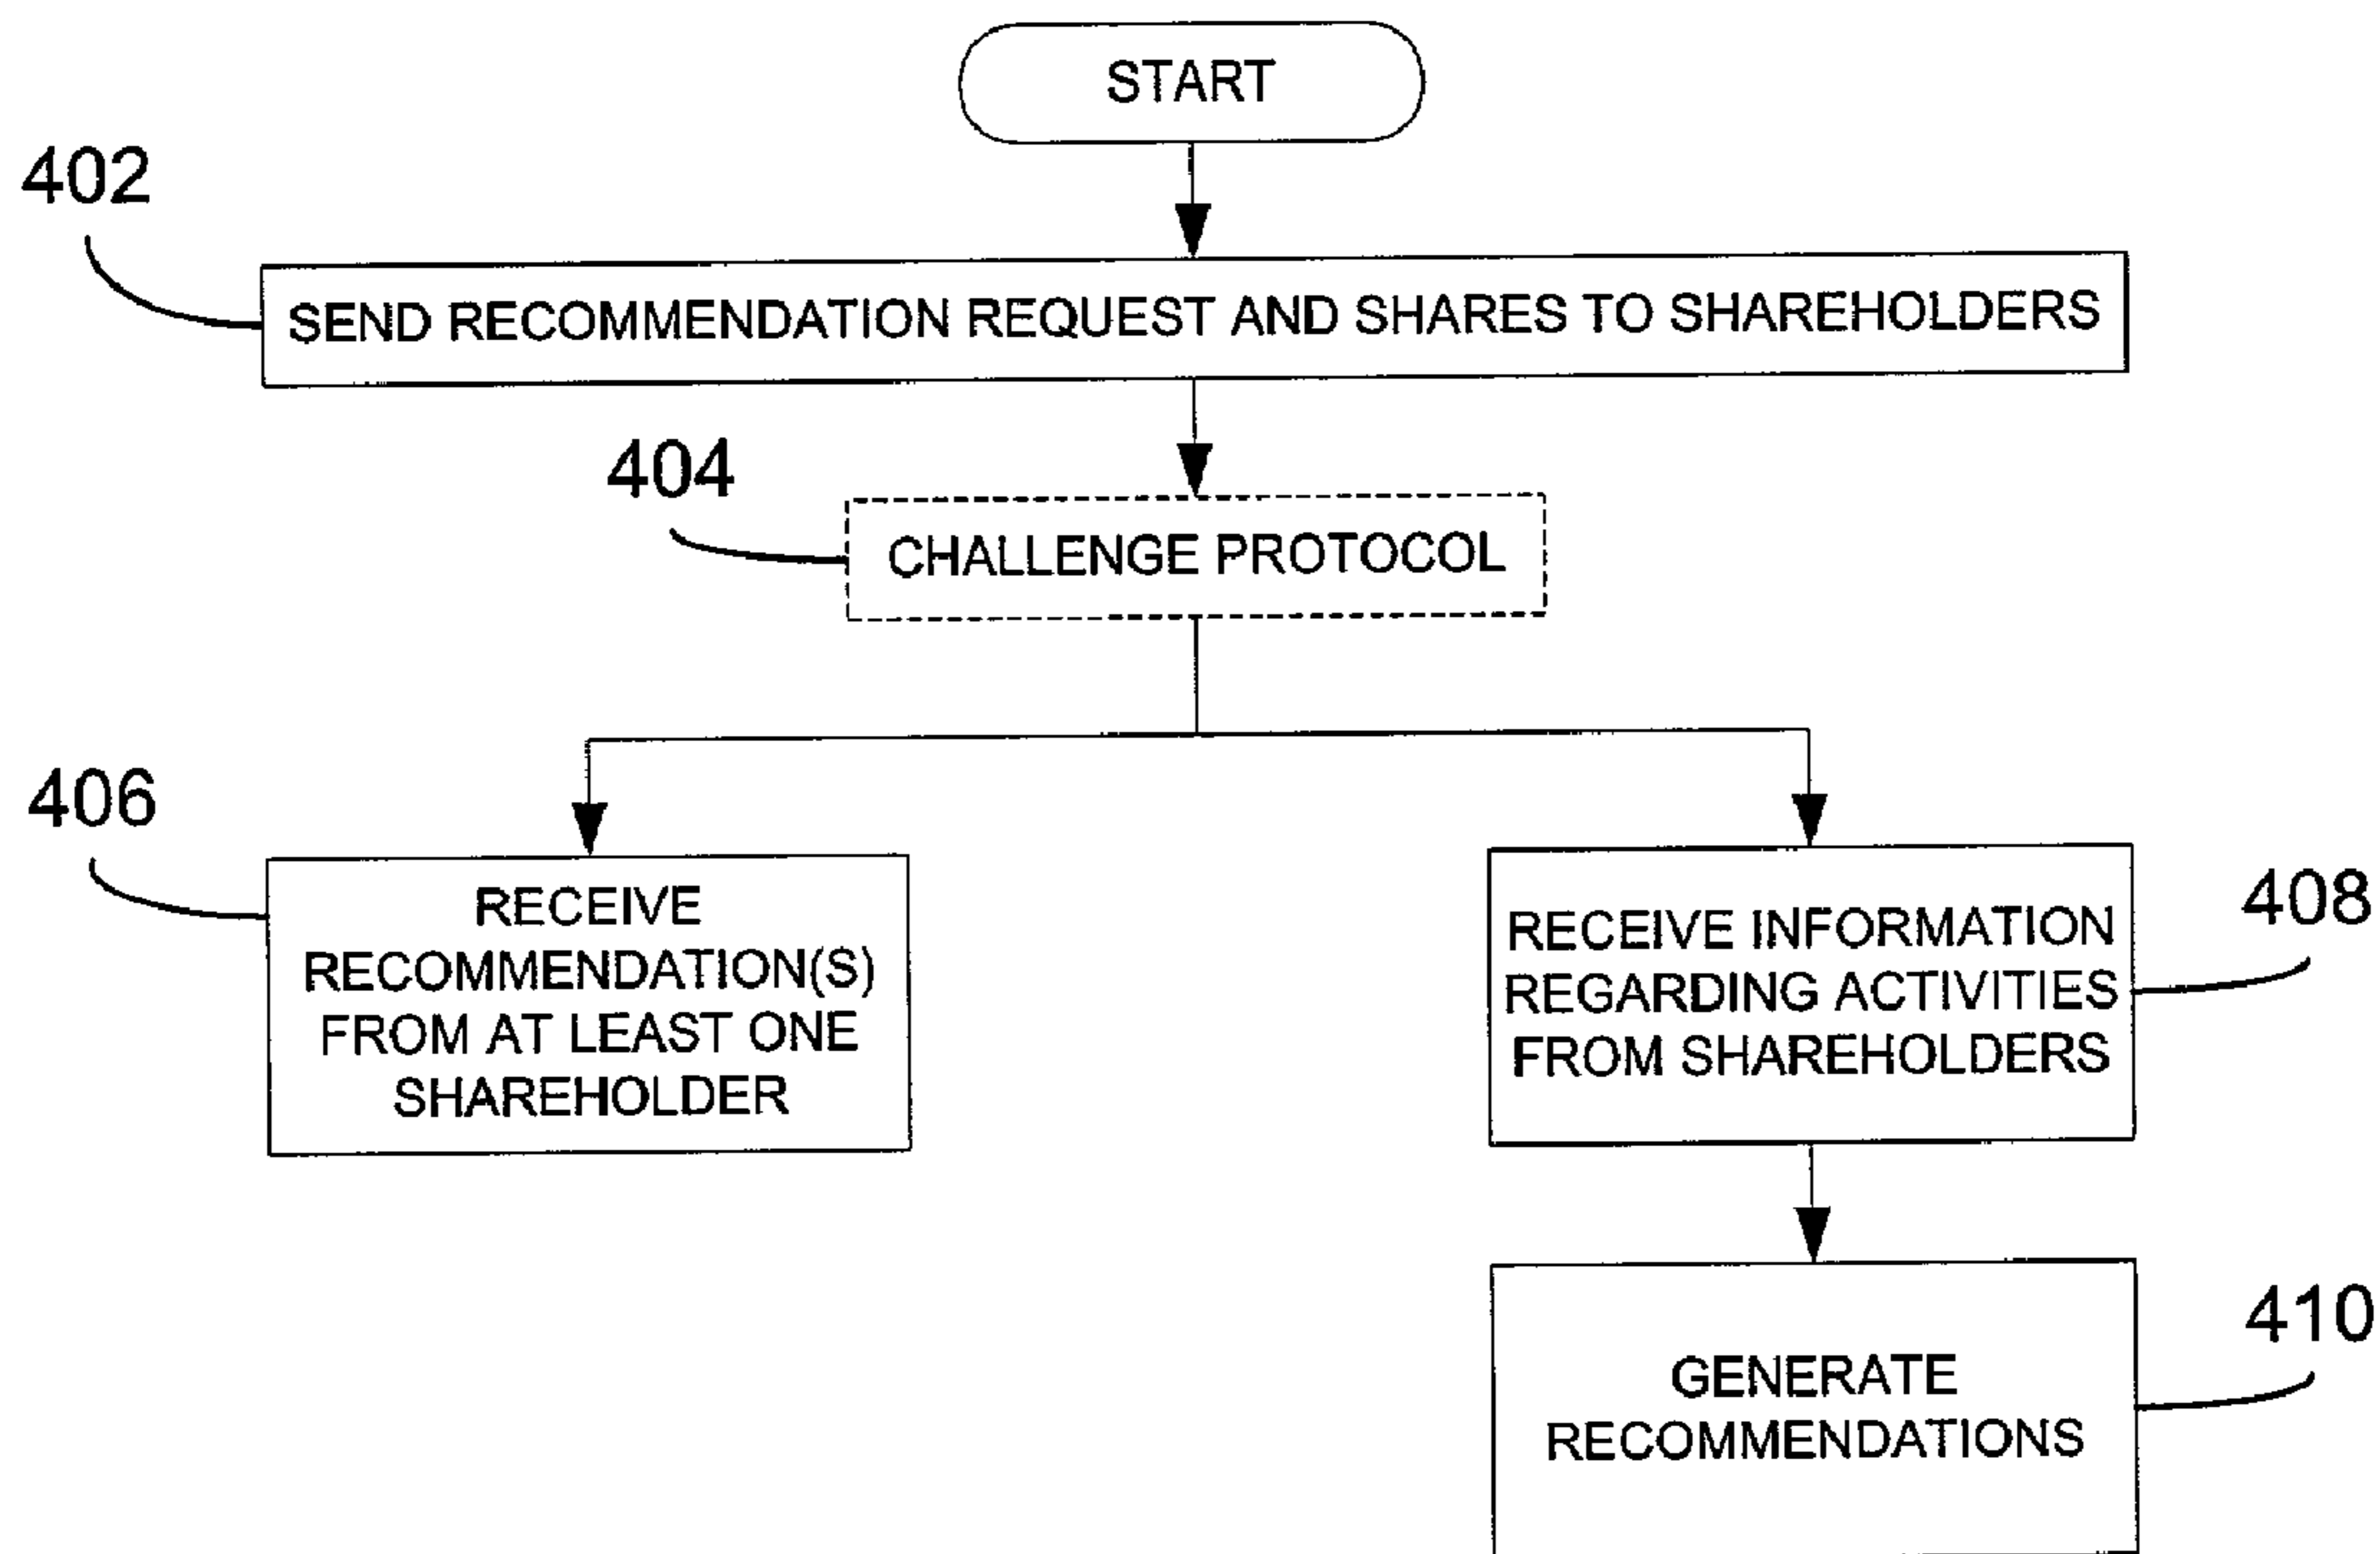 START
402
SEND RECOMMENDATION REQUEST AND SHARES TO SHAREHOLDERS
404
CHALLENGE PROTOCOL
406
RECEIVE
RECOMMENDATION(S)
FROM AT LEAST ONE
SHAREHOLDER
408
RECEIVE INFORMATION
REGARDING ACTIVITIES
FROM SHAREHOLDERS
410
GENERATE
RECOMMENDATIONS